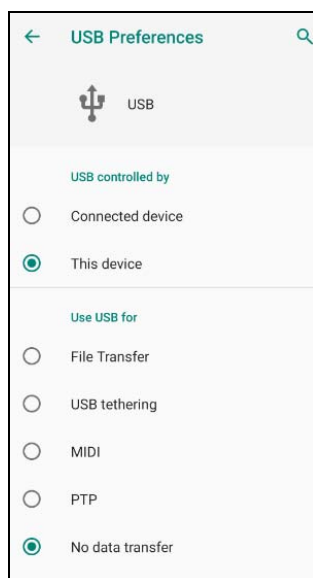 USB Preferences
USB
USB controlled by
Connected device
This device
Use USB for
File Transfer
USB tethering
MIDI
PTP
No data transfer